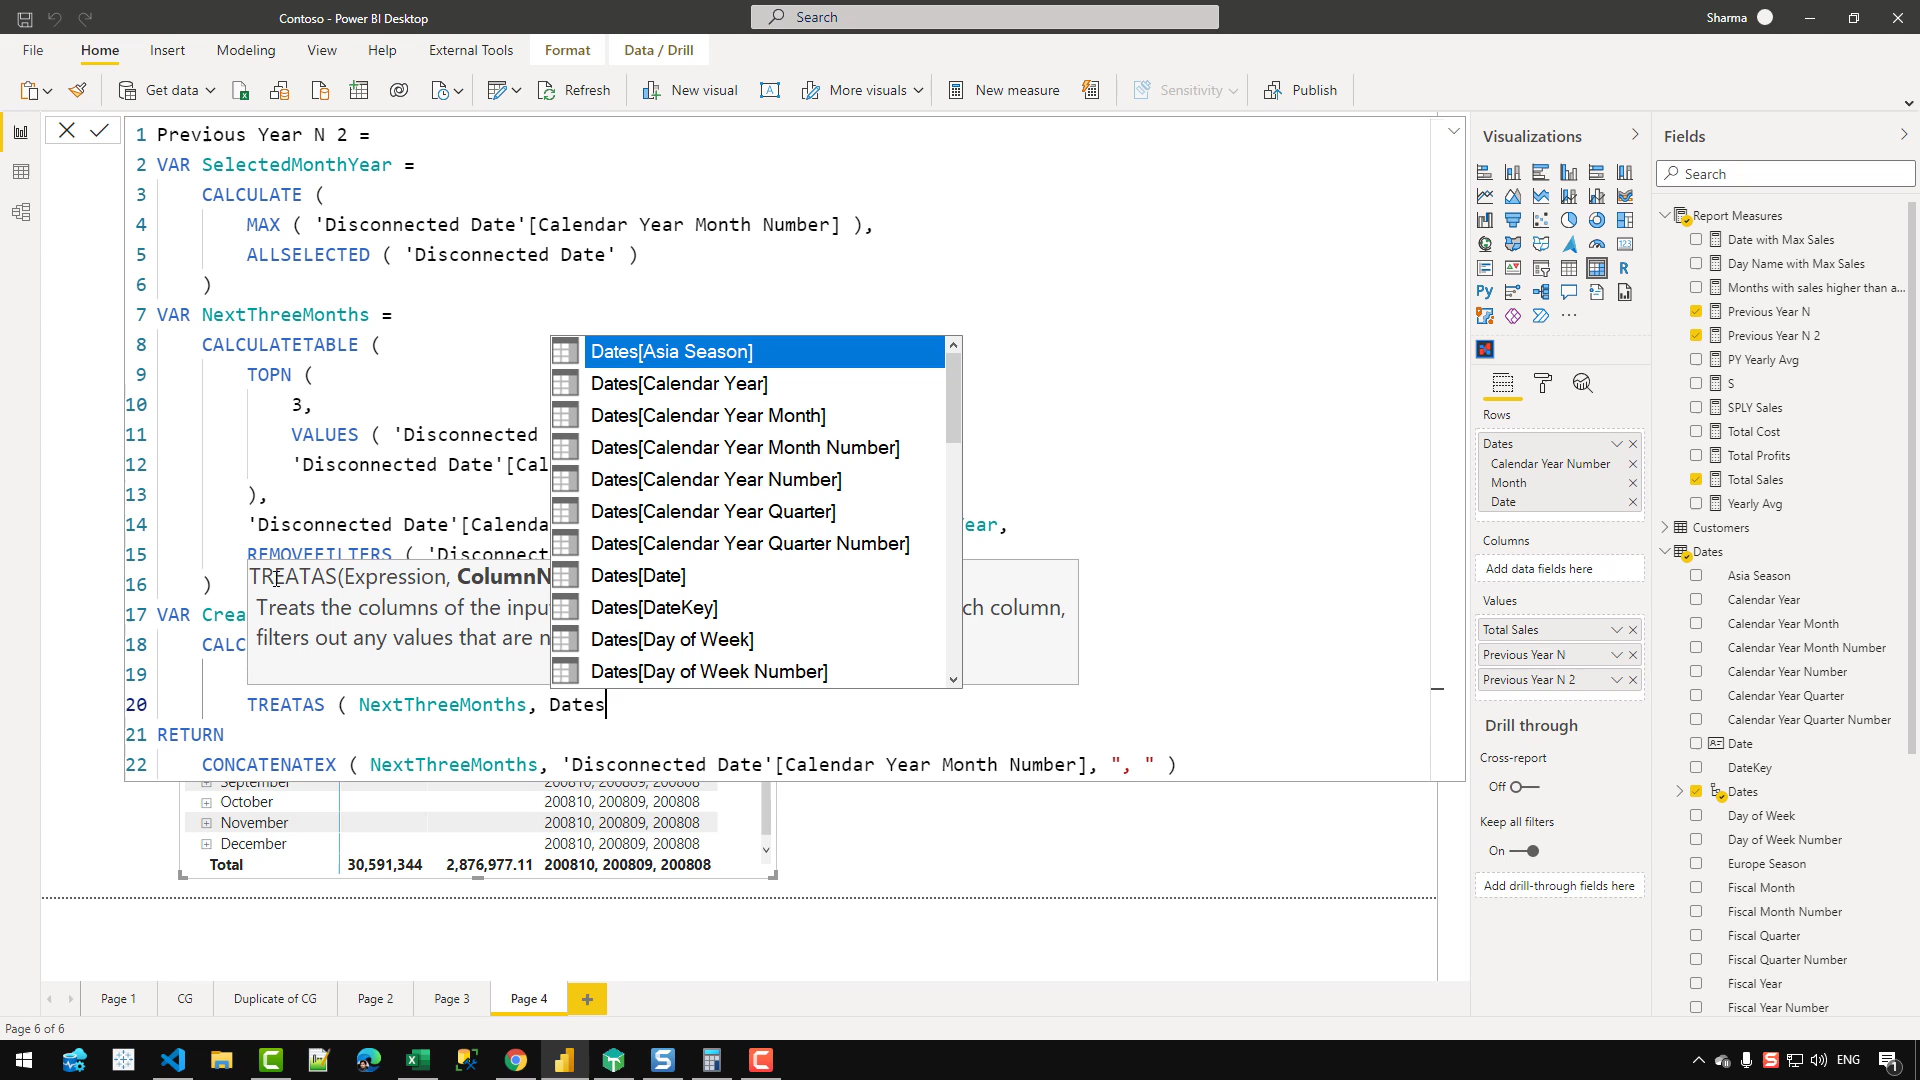 Contoso - Power BI Desktop
Search
Sharma
File Home Insert Modeling View Help External Tools Format Data / Drill
Get data Refresh New visual More visuals New measure Sensitivity Publish
1 Previous Year N 2 =
2 VAR SelectedMonthYear =
3 CALCULATE (
4 MAX ( 'Disconnected Date'[Calendar Year Month Number] ),
5 ALLSELECTED ( 'Disconnected Date' )
6 )
7 VAR NextThreeMonths =
8 CALCULATETABLE (
9 TOPN (
10 3,
11 VALUES ( 'Disconnected
12 'Disconnected Date'[Cal
13 ),
14 'Disconnected Date'[Calenda ear,
15 REMOVEFILTERS ( 'Disconnect
16 )
17 VAR Crea
18 CALC
19
20 TREATAS ( NextThreeMonths, Dates
21 RETURN
22 CONCATENATEX ( NextThreeMonths, 'Disconnected Date'[Calendar Year Month Number], ", " )
Dates[Asia Season]
Dates[Calendar Year]
Dates[Calendar Year Month]
Dates[Calendar Year Month Number]
Dates[Calendar Year Number]
Dates[Calendar Year Quarter]
Dates[Calendar Year Quarter Number]
Dates[Date]
Dates[DateKey]
Dates[Day of Week]
Dates[Day of Week Number]
TREATAS(Expression, ColumnN
Treats the columns of the inpu ch column,
filters out any values that are n
September 200810, 200809, 200808
October 200810, 200809, 200808
November 200810, 200809, 200808
December 200810, 200809, 200808
Total 30,591,344 2,876,977.11 200810, 200809, 200808
Visualizations
R
Py
123
Rows
Dates
Calendar Year Number
Month
Date
Columns
Add data fields here
Values
Total Sales
Previous Year N
Previous Year N 2
Drill through
Cross-report
Off
Keep all filters
On
Add drill-through fields here
Fields
Search
Report Measures
Date with Max Sales
Day Name with Max Sales
Months with sales higher than a...
Previous Year N
Previous Year N 2
PY Yearly Avg
S
SPLY Sales
Total Cost
Total Profits
Total Sales
Yearly Avg
Customers
Dates
Asia Season
Calendar Year
Calendar Year Month
Calendar Year Month Number
Calendar Year Number
Calendar Year Quarter
Calendar Year Quarter Number
Date
DateKey
Dates
Day of Week
Day of Week Number
Europe Season
Fiscal Month
Fiscal Month Number
Fiscal Quarter
Fiscal Quarter Number
Fiscal Year
Fiscal Year Number
Page 1 CG Duplicate of CG Page 2 Page 3 Page 4
Page 6 of 6
ENG
1